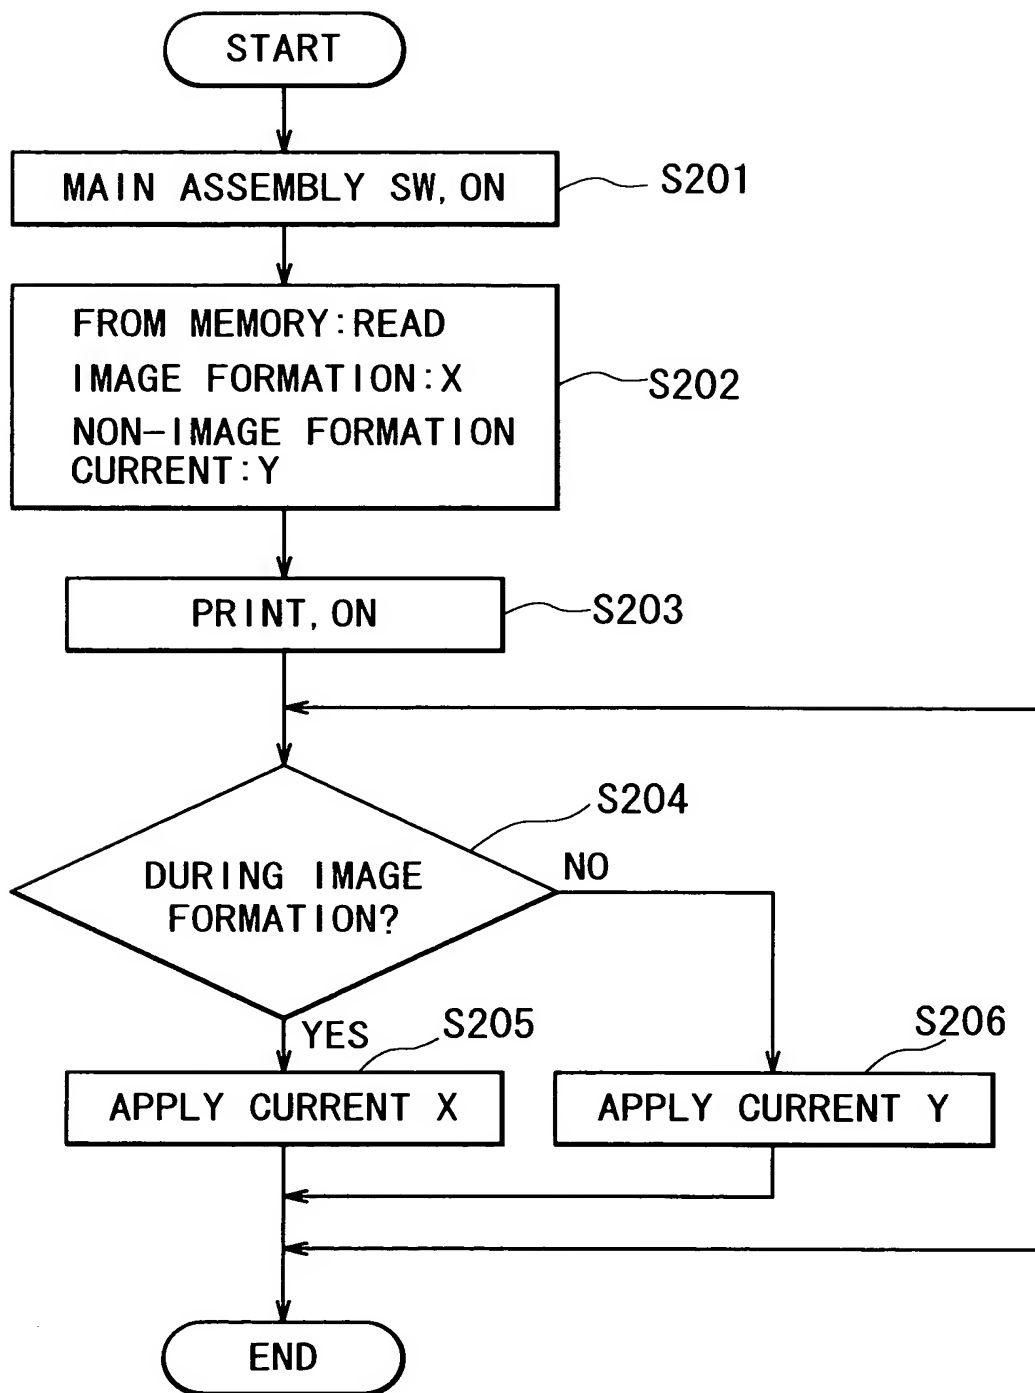 START
MAIN ASSEMBLY SW, ON
S201
FROM MEMORY:READ
IMAGE FORMATION:X
NON-IMAGE FORMATION
CURRENT:Y
S202
PRINT, ON
S203
S204
DURING IMAGE
FORMATION?
NO
YES
S205
S206
APPLY CURRENT X
APPLY CURRENT Y
END